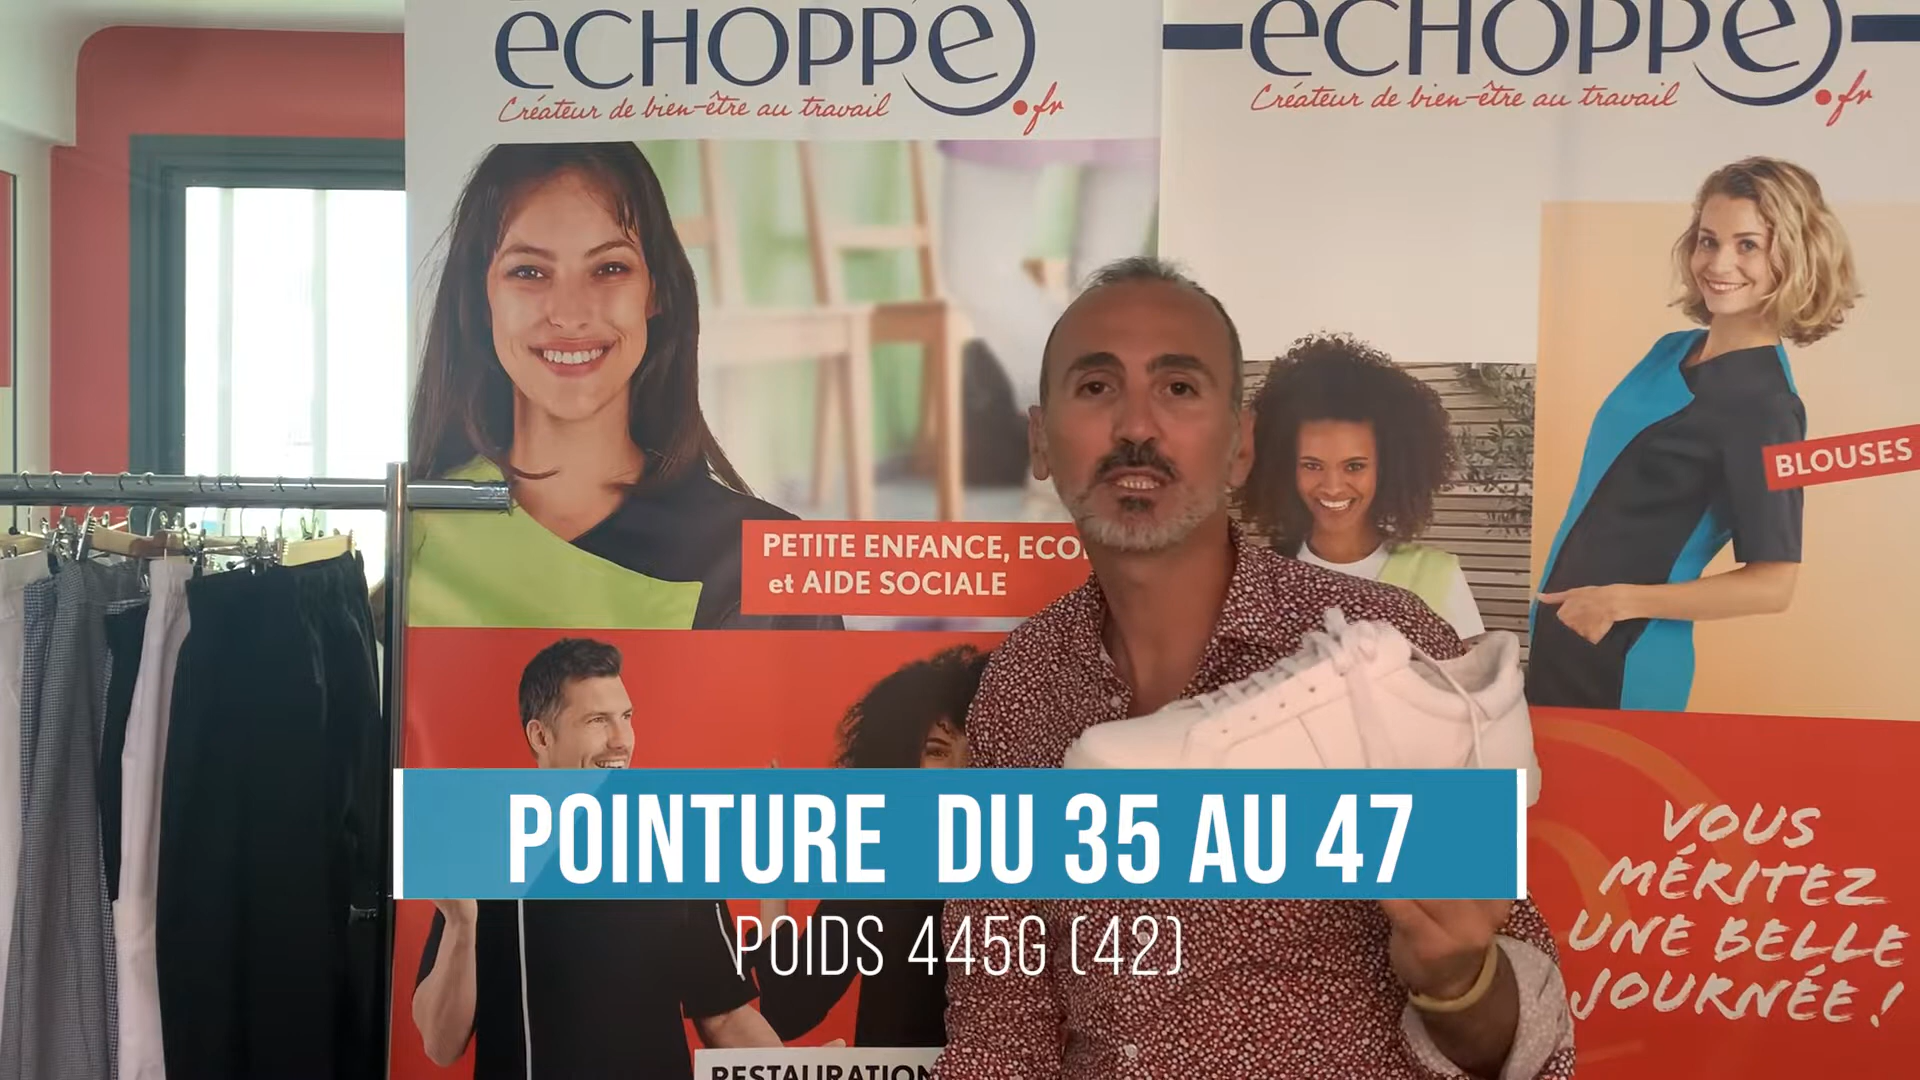 échoppe
Créateur de bien-être au travail
.fr
échoppe
Créateur de bien-être au travail
.fr
BLOUSES
PETITE ENFANCE, ECO
et AIDE SOCIALE
POINTURE DU 35 AU 47
POIDS 445G (42)
VOUS
MÉRITEZ
UNE BELLE
JOURNÉE !
RESTAURATION